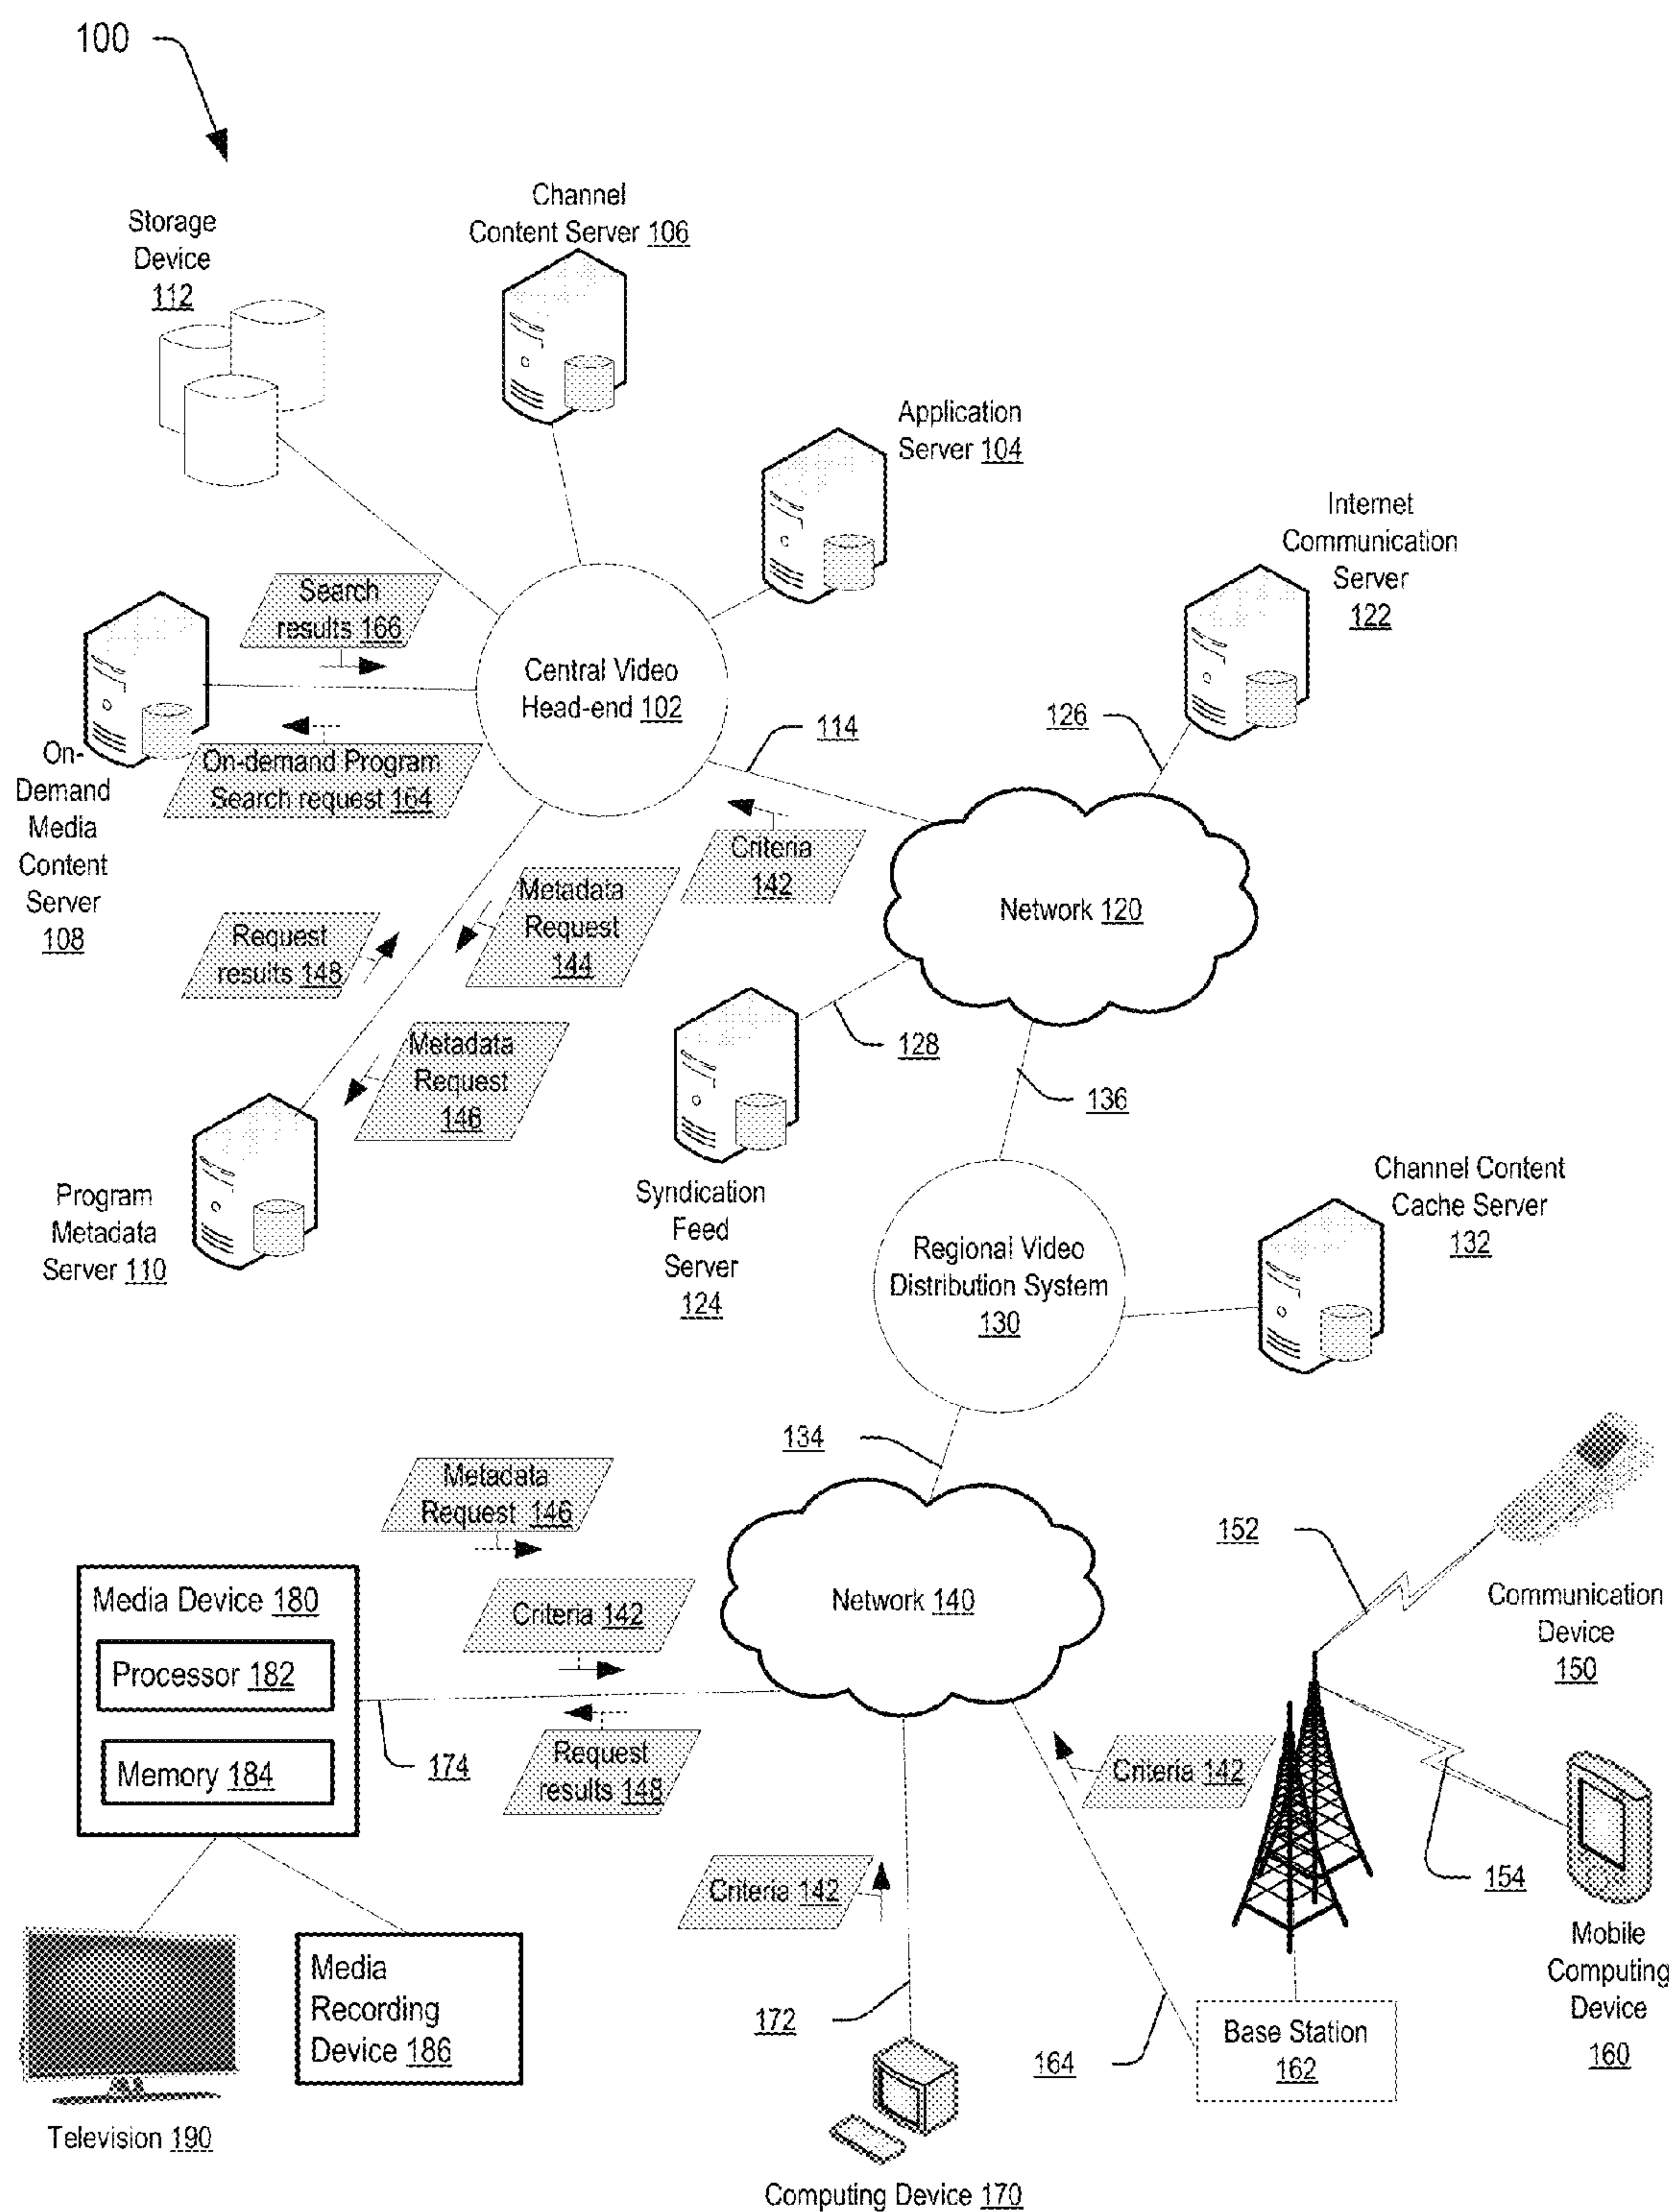 100
Storage
Device
112
Channel
Content Server 106
Application
Server 104
Internet
Communication
Server
122
Search
results 166
Central Video
Head-end 102
On-demand Program
Search request 164
On-
Demand
Media
Content
Server
108
114
126
Criteria
142
Metadata
Request
144
Request
results 148
Network 120
Metadata
Request
146
128
136
Program
Metadata
Server 110
Syndication
Feed
Server
124
Regional Video
Distribution System
130
Channel Content
Cache Server
132
134
Metadata
Request 146
152
Communication
Device
150
Media Device 180
Processor 182
Memory 184
Criteria 142
Network 140
174
Request
results 148
Criteria 142
154
Criteria 142
Mobile
Computing
Device
160
Media
Recording
Device 186
172
164
Base Station
162
Television 190
Computing Device 170